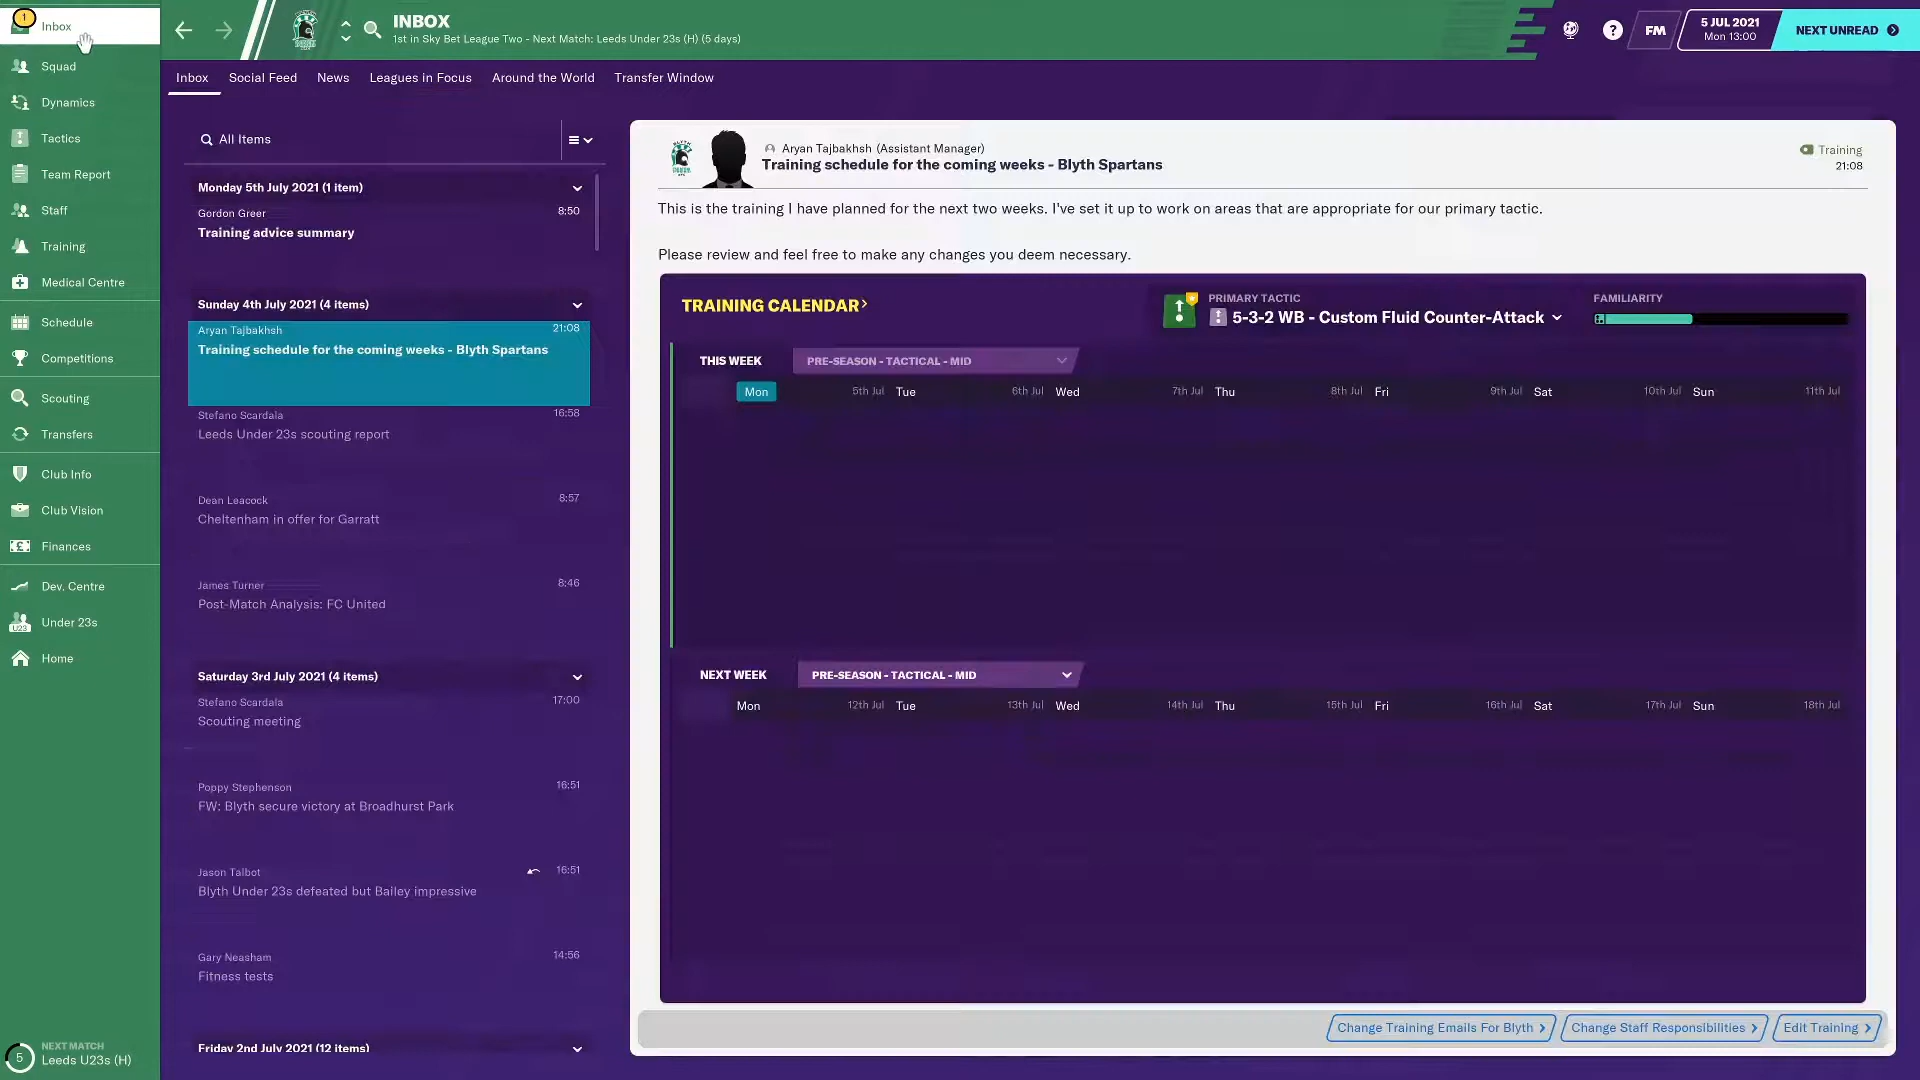 1
Inbox
Squad
Dynamics
Tactics
Team Report
Staff
Training
Medical Centre
Schedule
Competitions
Scouting
Transfers
Club Info
Club Vision
Finances
Dev. Centre
U23
Under 23s
Home
5
NEXT MATCH
Leeds U23s (H)
INBOX
1st in Sky Bet League Two - Next Match: Leeds Under 23s (H) (5 days)
?
FM
5 JUL 2021
Mon 13:00
NEXT UNREAD
Inbox Social Feed News Leagues in Focus Around the World Transfer Window
All Items
Monday 5th July 2021 (1 item)
Gordon Greer 8:50
Training advice summary
Sunday 4th July 2021 (4 items)
Aryan Tajbakhsh 21:08
Training schedule for the coming weeks - Blyth Spartans
Stefano Scardala 16:58
Leeds Under 23s scouting report
Dean Leacock 8:57
Cheltenham in offer for Garratt
James Turner 8:46
Post-Match Analysis: FC United
Saturday 3rd July 2021 (4 items)
Stefano Scardala 17:00
Scouting meeting
Poppy Stephenson 16:51
FW: Blyth secure victory at Broadhurst Park
Jason Talbot 16:51
Blyth Under 23s defeated but Bailey impressive
Gary Neasham 14:56
Fitness tests
Friday 2nd July 2021 (12 items)
Aryan Tajbakhsh (Assistant Manager)
Training schedule for the coming weeks - Blyth Spartans
Training
21:08
This is the training I have planned for the next two weeks. I've set it up to work on areas that are appropriate for our primary tactic.
Please review and feel free to make any changes you deem necessary.
TRAINING CALENDAR
PRIMARY TACTIC
5-3-2 WB - Custom Fluid Counter-Attack
FAMILIARITY
THIS WEEK PRE-SEASON - TACTICAL - MID
Mon 5th Jul Tue 6th Jul Wed 7th Jul Thu 8th Jul Fri 9th Jul Sat 10th Jul Sun 11th Jul
NEXT WEEK PRE-SEASON - TACTICAL - MID
Mon 12th Jul Tue 13th Jul Wed 14th Jul Thu 15th Jul Fri 16th Jul Sat 17th Jul Sun 18th Jul
Change Training Emails For Blyth
Change Staff Responsibilities
Edit Training